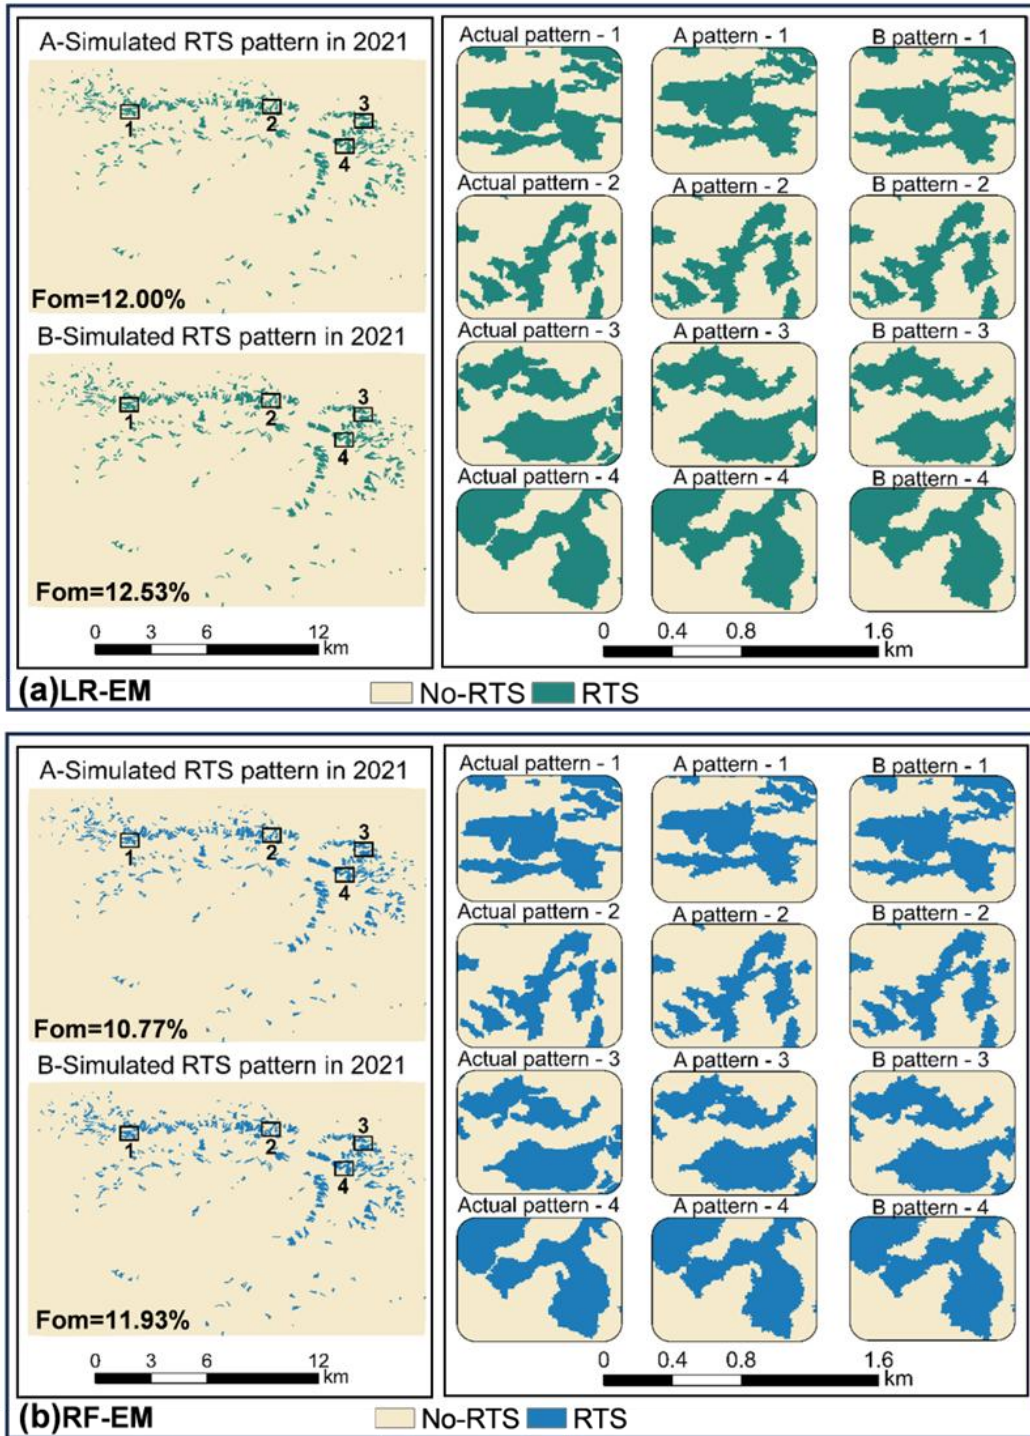 A-Simulated RTS pattern in 2021
1
2
3
4
Fom=12.00%
B-Simulated RTS pattern in 2021
1
2
3
4
Fom=12.53%
0 3 6 12
km
Actual pattern - 1 A pattern - 1 B pattern - 1
Actual pattern - 2 A pattern - 2 B pattern - 2
Actual pattern - 3 A pattern - 3 B pattern - 3
Actual pattern - 4 A pattern - 4 B pattern - 4
0 0.4 0.8 1.6
km
(a)LR-EM No-RTS RTS
A-Simulated RTS pattern in 2021
1
2
3
4
Fom=10.77%
B-Simulated RTS pattern in 2021
1
2
3
4
Fom=11.93%
0 3 6 12
km
Actual pattern - 1 A pattern - 1 B pattern - 1
Actual pattern - 2 A pattern - 2 B pattern - 2
Actual pattern - 3 A pattern - 3 B pattern - 3
Actual pattern - 4 A pattern - 4 B pattern - 4
0 0.4 0.8 1.6
km
(b)RF-EM No-RTS RTS